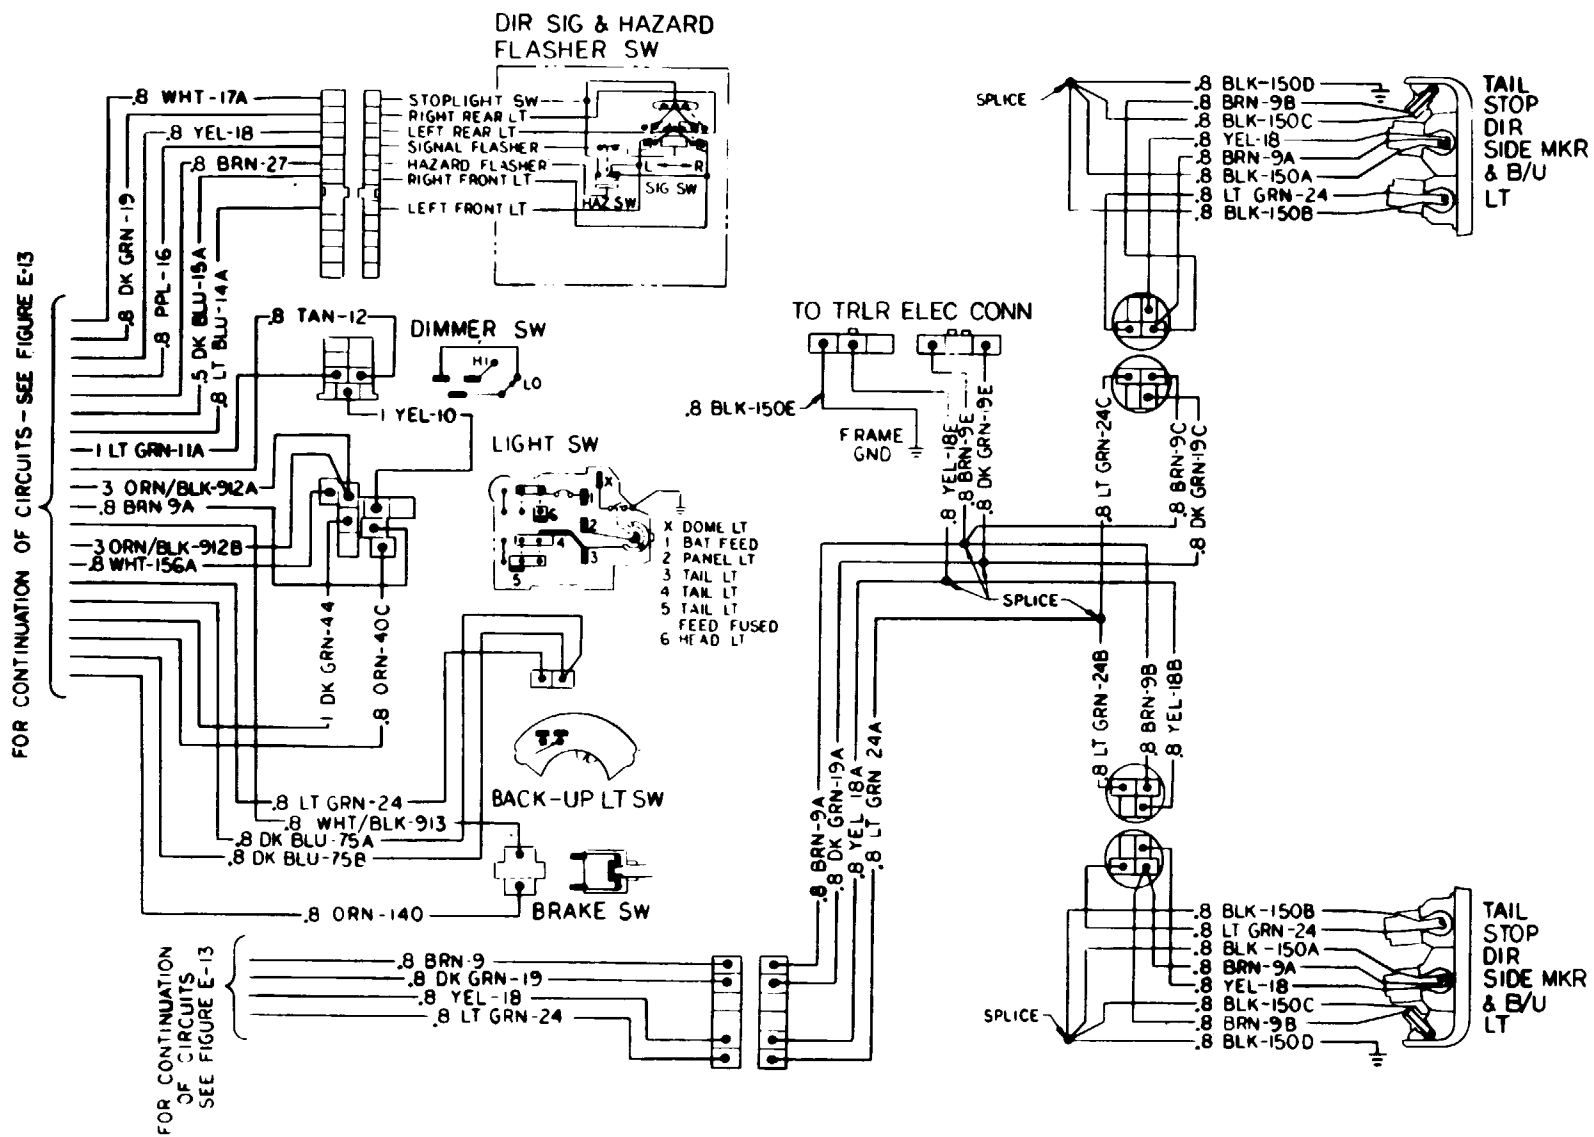 DIR SIG & HAZARD
FLASHER SW
.8 WHT-17A
.8 YEL-18
.8 BRN-27
.8 DK GRN-19
.8 PPL-16
.5 DK BLU-15A
.8 LT BLU-14A
STOPLIGHT SW
RIGHT REAR LT
LEFT REAR LT
SIGNAL FLASHER
HAZARD FLASHER
RIGHT FRONT LT
LEFT FRONT LT
L
R
SIG SW
HAZ SW
FOR CONTINUATION OF CIRCUITS-SEE FIGURE E-13
.8 TAN-12
DIMMER SW
HI
LO
1 YEL-10
1 LT GRN-11A
3 ORN/BLK-912A
.8 BRN 9A
3 ORN/BLK-912B
.8 WHT-156A
1 DK GRN-44
.8 ORN-40C
LIGHT SW
X
1
6
2
4
3
5
X DOME LT
1 BAT FEED
2 PANEL LT
3 TAIL LT
4 TAIL LT
5 TAIL LT
FEED FUSED
6 HEAD LT
BACK-UP LT SW
.8 LT GRN-24
.8 WHT/BLK-913
.8 DK BLU-75A
.8 DK BLU-75B
.8 ORN-140
BRAKE SW
FOR CONTINUATION
OF CIRCUITS
SEE FIGURE E-13
.8 BRN-9
.8 DK GRN-19
.8 YEL-18
.8 LT GRN-24
TO TRLR ELEC CONN
.8 BLK-150E
FRAME
GND
.8 YEL-18E
.8 BRN-9E
.8 DK GRN-19E
.8 LT GRN-24C
.8 BRN-9C
.8 DK GRN-19C
SPLICE
.8 BRN-9A
.8 DK GRN-19A
.8 YEL 18A
.8 LT GRN 24A
.8 LT GRN-24B
.8 BRN-9B
.8 YEL-18B
SPLICE
.8 BLK-150D
.8 BRN-9B
.8 BLK-150C
.8 YEL-18
.8 BRN-9A
.8 BLK-150A
.8 LT GRN-24
.8 BLK-150B
TAIL
STOP
DIR
SIDE MKR
& B/U
LT
SPLICE
.8 BLK-150B
.8 LT GRN-24
.8 BLK-150A
.8 BRN-9A
.8 YEL-18
.8 BLK-150C
.8 BRN-9B
.8 BLK-150D
TAIL
STOP
DIR
SIDE MKR
& B/U
LT